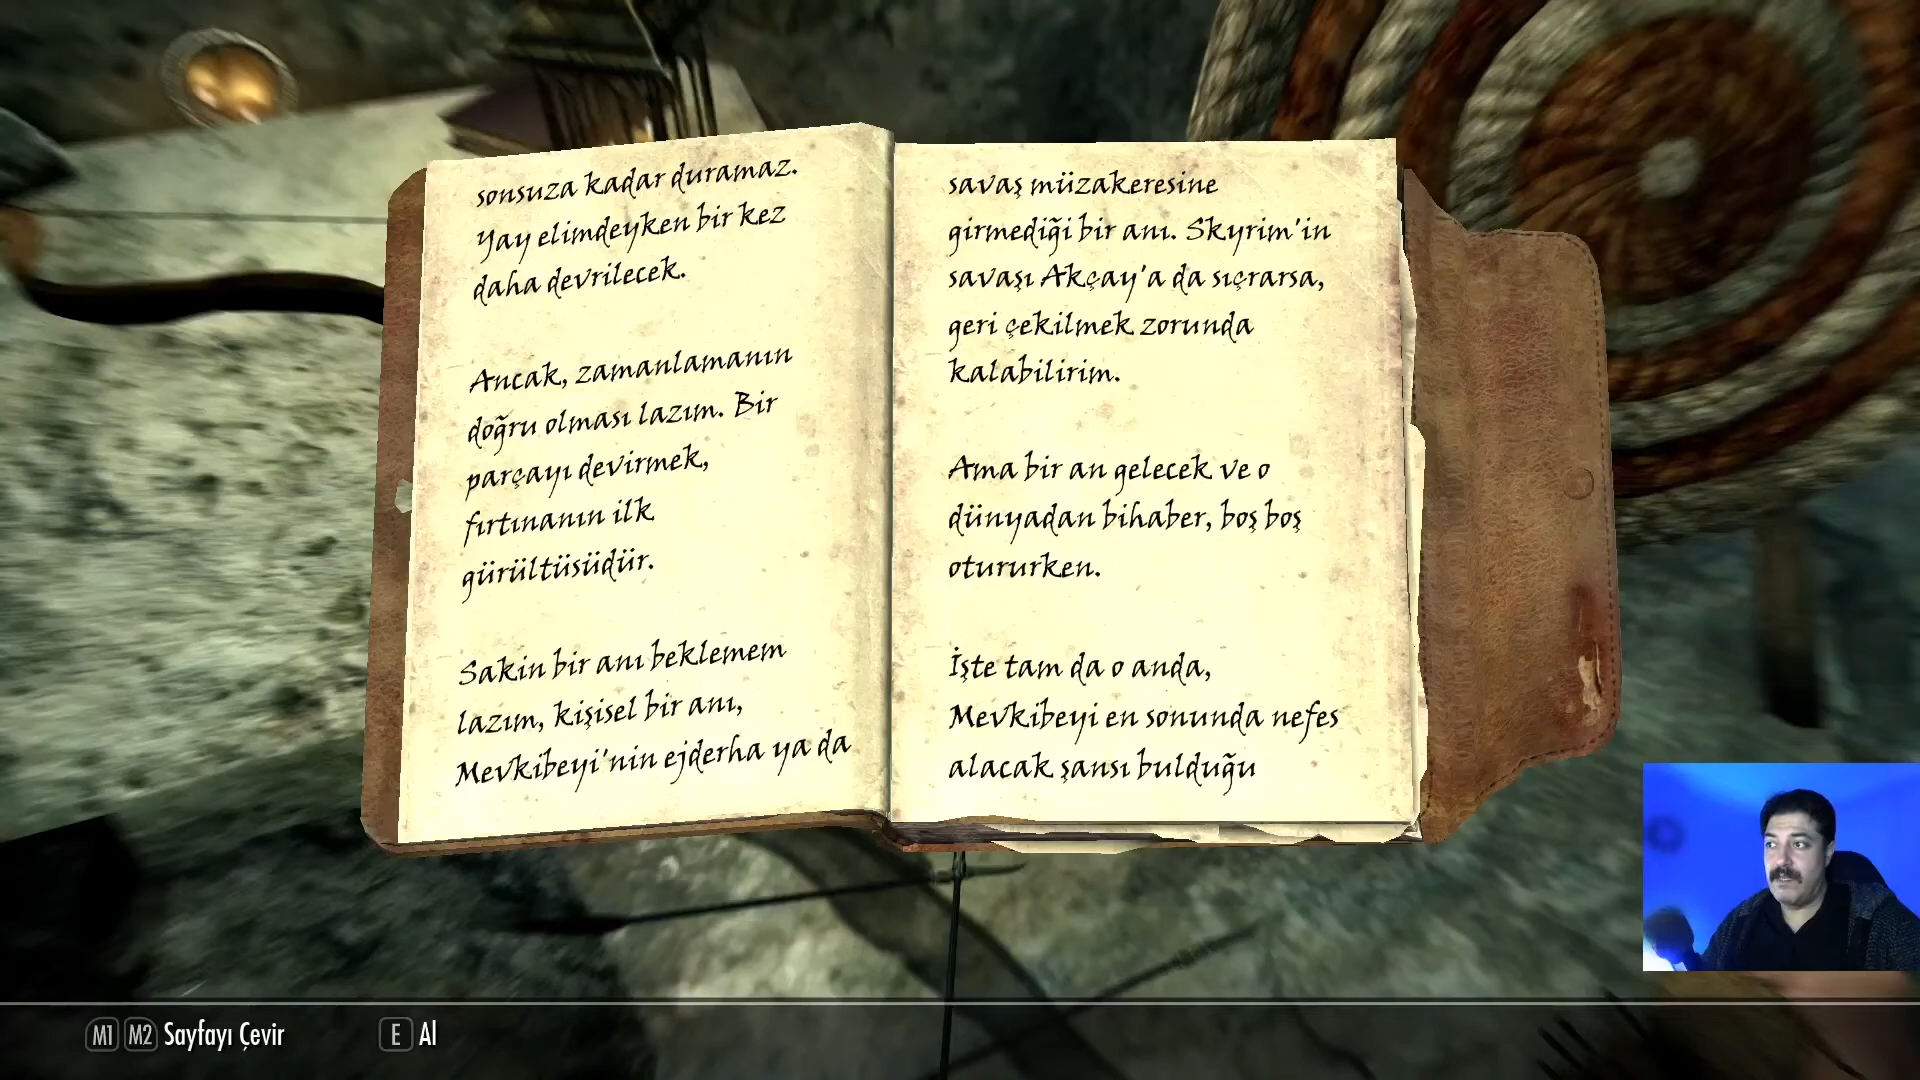 sonsuza kadar duramaz.
Yay elimdeyken bir kez
daha devrilecek.
Ancak, zamanlamanın
doğru olması lazım. Bir
parçayı devirmek,
fırtınanın ilk
gürültüsüdür.
Sakin bir anı beklemem
lazım, kişisel bir anı,
Mevkibeyi'nin ejderha ya da
savaş müzakeresine
girmediği bir anı. Skyrim'in
savaşı Akçay'a da sıçrarsa,
geri çekilmek zorunda
kalabilirim.
Ama bir an gelecek ve o
dünyadan bihaber, boş boş
otururken.
İşte tam da o anda,
Mevkibeyi en sonunda nefes
alacak şansı bulduğu
M1 M2 Sayfayı Çevir
E Al